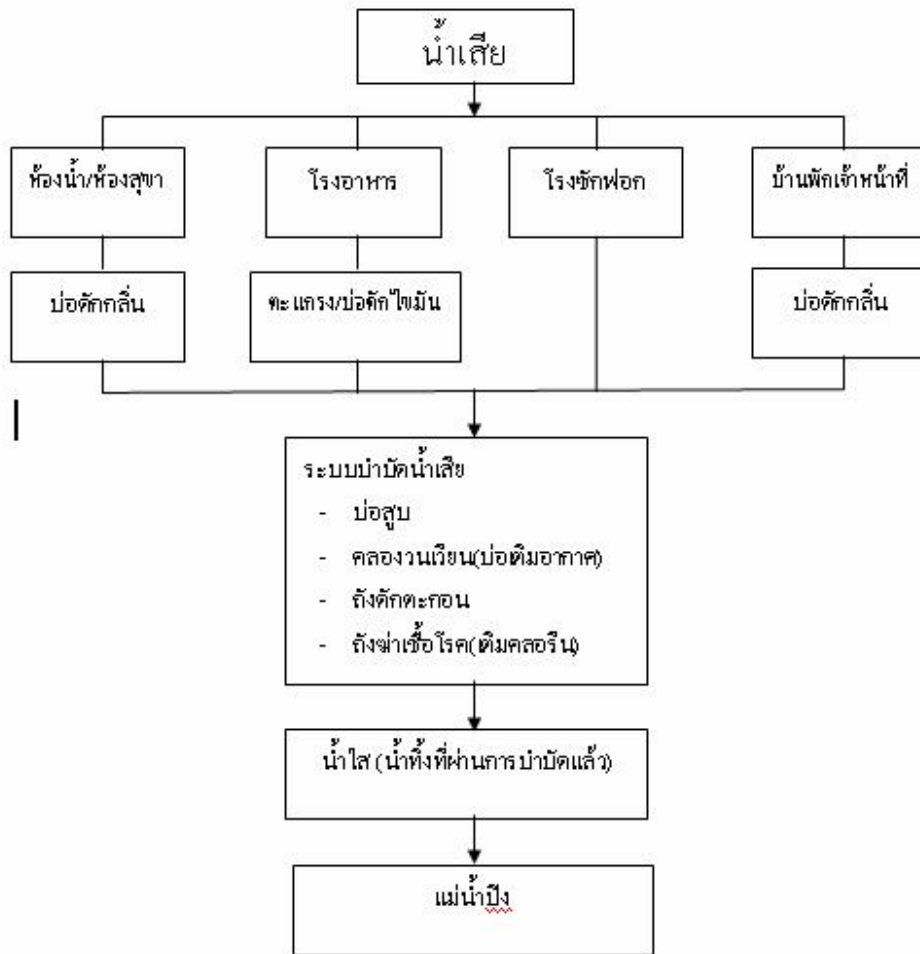 น้ำเสีย
ห้องน้ำ/ห้องสุขา
โรงอาหาร
โรงซักฟอก
บ้านพักเจ้าหน้าที่
บ่อดักกลิ่น
ตะแกรง/บ่อดักไขมัน
บ่อดักกลิ่น
ระบบบำบัดน้ำเสีย
- บ่อสูบ
- คลองวนเวียน(บ่อเติมอากาศ)
- ถังดักตะกอน
- ถังฆ่าเชื้อโรค(เติมคลอรีน)
น้ำใส (น้ำทิ้งที่ผ่านการบำบัดแล้ว)
แม่น้ำปิง